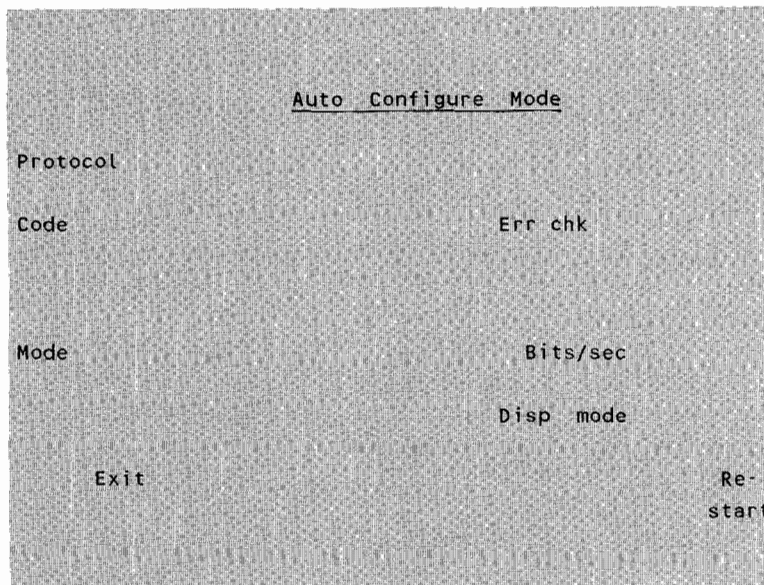 Auto Configure Mode
Protocol
Code Err chk
Mode Bits/sec
Disp mode
Exit Re-
start